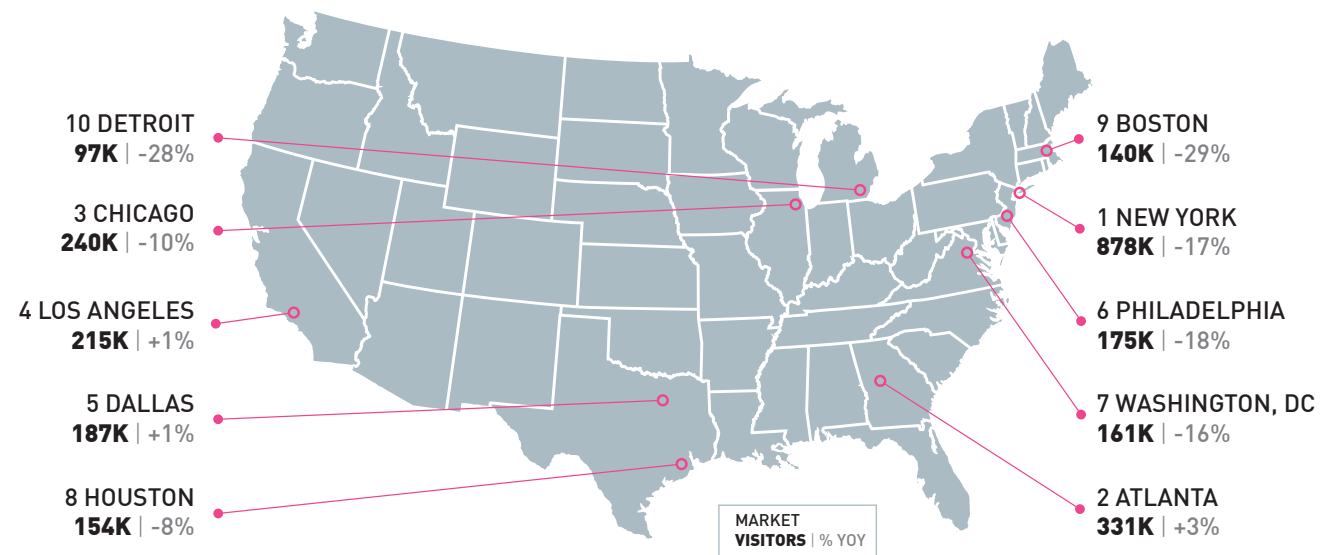 10 DETROIT
97K | -28%
3 CHICAGO
240K | -10%
4 LOS ANGELES
215K | +1%
5 DALLAS
187K | +1%
8 HOUSTON
154K | -8%
9 BOSTON
140K | -29%
1 NEW YORK
878K | -17%
6 PHILADELPHIA
175K | -18%
7 WASHINGTON, DC
161K | -16%
2 ATLANTA
331K | +3%
MARKET
VISITORS | % YOY